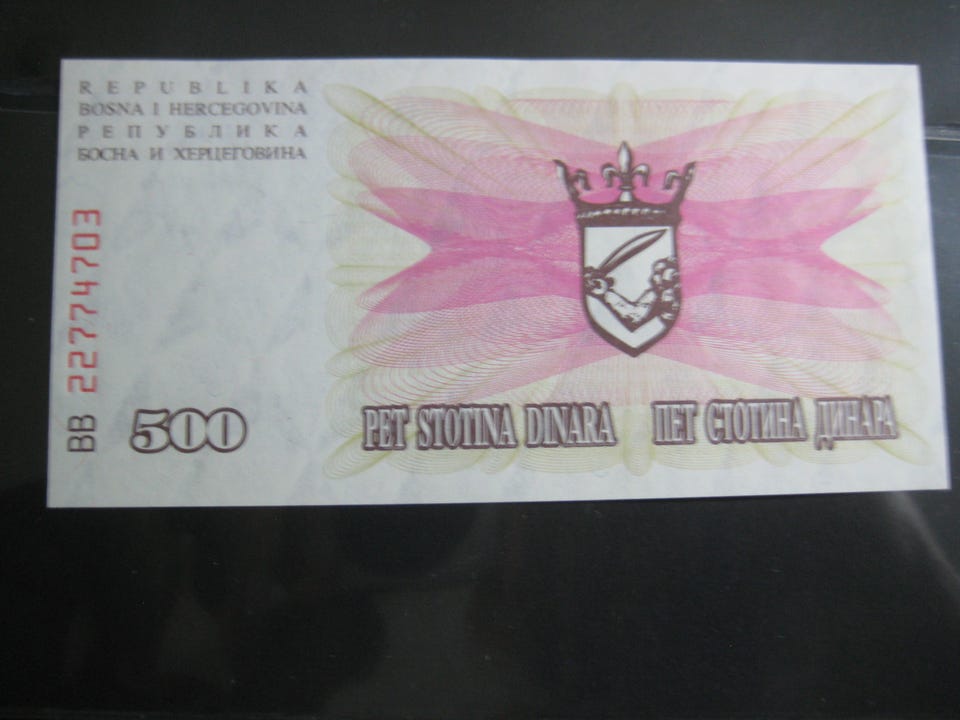 REPUBLIKA
BOSNA I HERCEGOVINA
РЕПУБЛИКА
БОСНА И ХЕРЦЕГОВИНА
BB 22774703
500
PET STOTINA DINARA ПЕТ СТОТИНА ДИНАРА